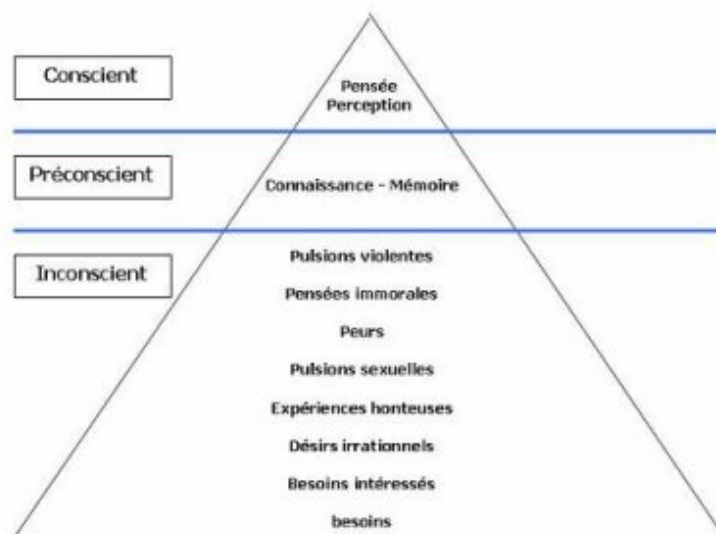 Conscient
Pensée
Perception
Préconscient
Connaissance - Mémoire
Inconscient
Pulsions violentes
Pensées immorales
Peurs
Pulsions sexuelles
Expériences honteuses
Désirs irrationnels
Besoins intéressés
besoins